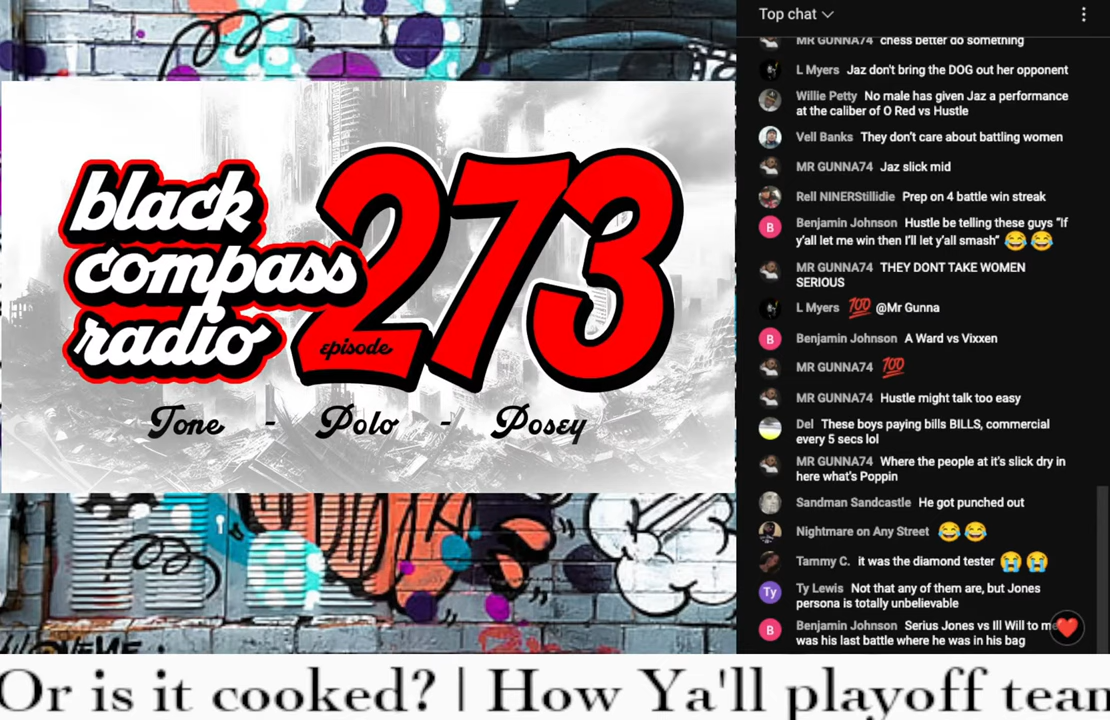 black
compass
radio
273
episode
Tone - Polo - Posey
Top chat
MR GUNNA74 chess better do something
L Myers Jaz don't bring the DOG out her opponent
Willie Petty No male has given Jaz a performance
at the caliber of O Red vs Hustle
Vell Banks They don't care about battling women
MR GUNNA74 Jaz slick mid
Rell NINERStillidie Prep on 4 battle win streak
B Benjamin Johnson Hustle be telling these guys "If
y'all let me win then I'll let y'all smash" 😂😂
MR GUNNA74 THEY DONT TAKE WOMEN
SERIOUS
L Myers 💯 @Mr Gunna
B Benjamin Johnson A Ward vs Vixxen
MR GUNNA74 💯
MR GUNNA74 Hustle might talk too easy
Del These boys paying bills BILLS, commercial
every 5 secs lol
MR GUNNA74 Where the people at it's slick dry in
here what's Poppin
Sandman Sandcastle He got punched out
Nightmare on Any Street 😂😂
Tammy C. it was the diamond tester 😭😭
Ty Ty Lewis Not that any of them are, but Jones
persona is totally unbelievable
B Benjamin Johnson Serius Jones vs Ill Will to me
was his last battle where he was in his bag
Or is it cooked? | How Ya'll playoff team